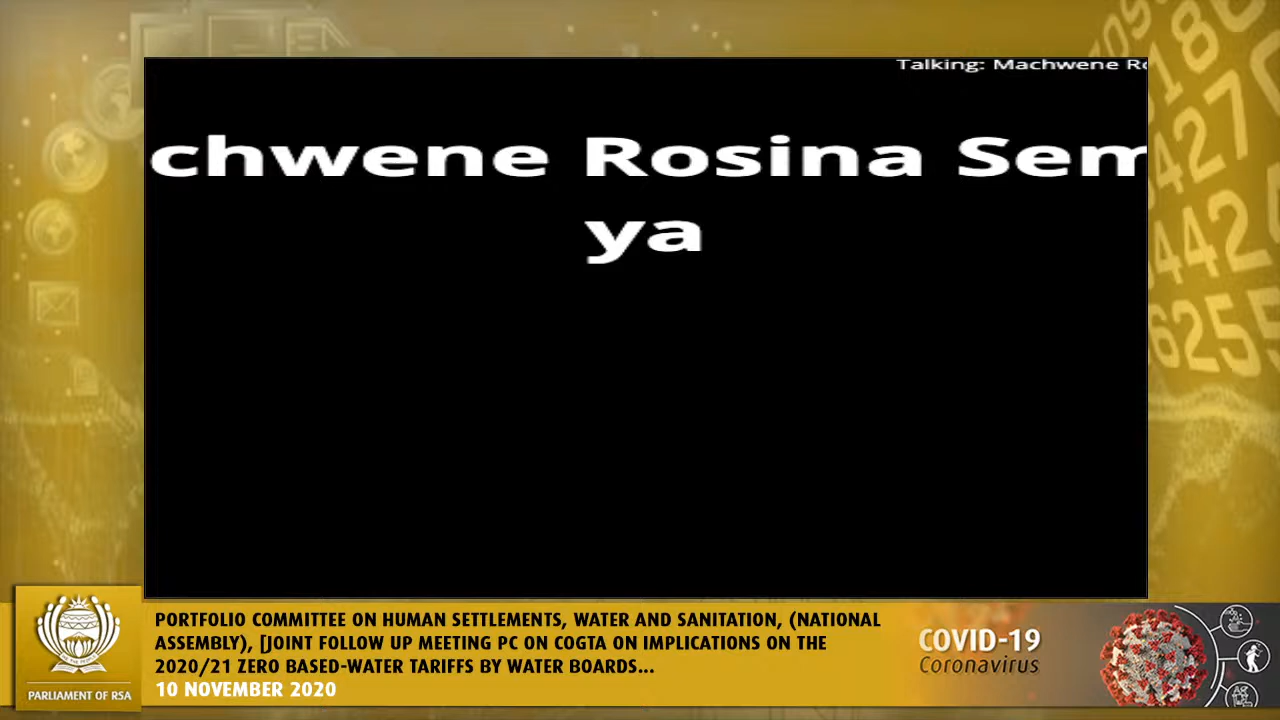 Talking: Machwene Ro
chwene Rosina Sem
ya
PORTFOLIO COMMITTEE ON HUMAN SETTLEMENTS, WATER AND SANITATION, (NATIONAL
ASSEMBLY), [JOINT FOLLOW UP MEETING PC ON COGTA ON IMPLICATIONS ON THE
2020/21 ZERO BASED-WATER TARIFFS BY WATER BOARDS...
10 NOVEMBER 2020
PARLIAMENT OF RSA
COVID-19
Coronavirus